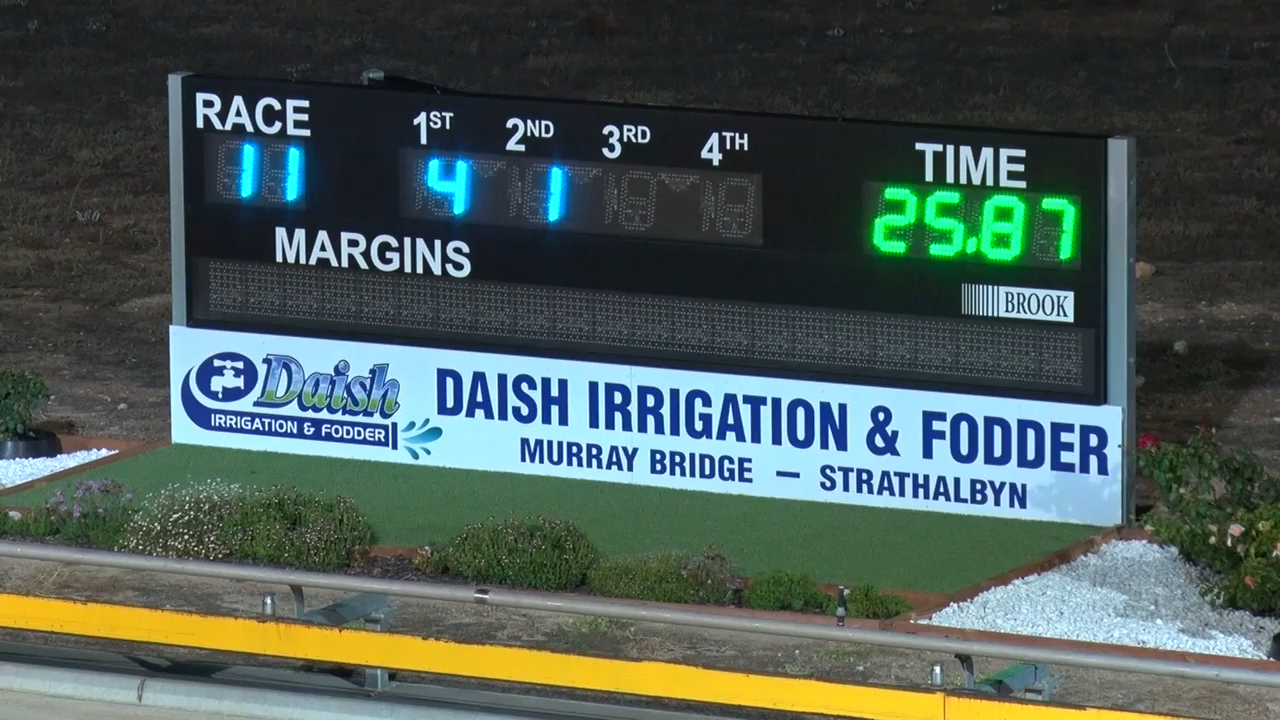 RACE 1ST 2ND 3RD 4TH TIME
11 4 1 25.87
MARGINS
BROOK
Daish
IRRIGATION & FODDER
DAISH IRRIGATION & FODDER
MURRAY BRIDGE — STRATHALBYN